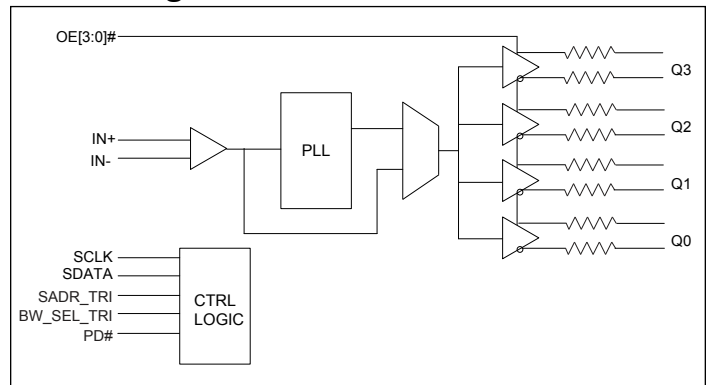 OE[3:0]#
Q3
IN+
IN-
PLL
Q2
Q1
Q0
SCLK
SDATA
SADR_TRI
BW_SEL_TRI
PD#
CTRL
LOGIC